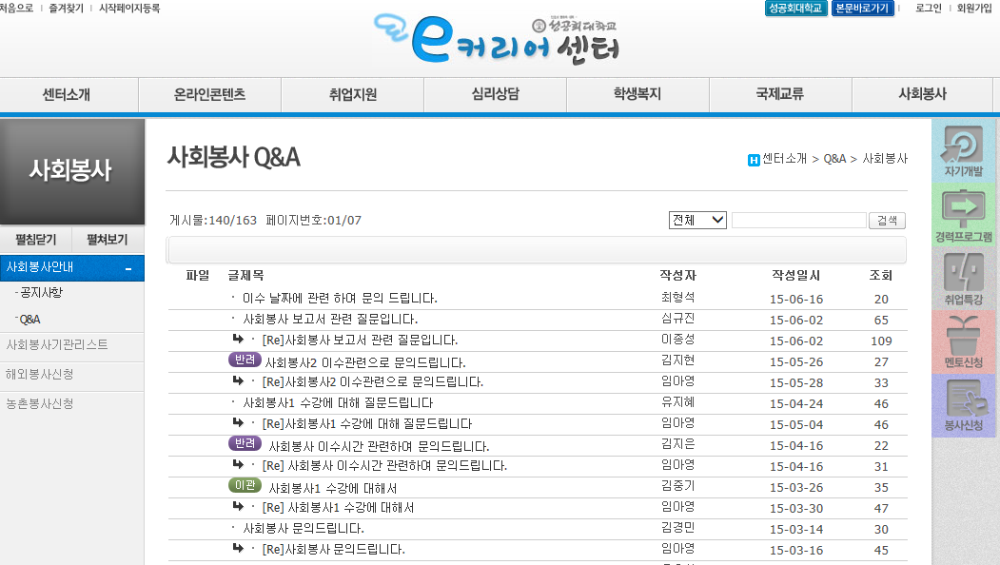 처음으로 | 즐겨찾기 | 시작페이지등록
성공회대학교 본문바로가기 | 로그인 | 회원가입
성공회대학교
e커리어센터
센터소개 온라인콘텐츠 취업지원 심리상담 학생복지 국제교류 사회봉사
사회봉사
펼침닫기 펼쳐보기
사회봉사안내 -
- 공지사항
- Q&A
사회봉사기관리스트
해외봉사신청
농촌봉사신청
사회봉사 Q&A
H 센터소개 > Q&A > 사회봉사
게시물:140/163 페이지번호:01/07
전체 검색
파일 글제목 작성자 작성일시 조회
· 이수 날짜에 관련 하여 문의 드립니다. 최형석 15-06-16 20
· 사회봉사 보고서 관련 질문입니다. 심규진 15-06-02 65
· [Re]사회봉사 보고서 관련 질문입니다. 이종성 15-06-02 109
반려 사회봉사2 이수관련으로 문의드립니다. 김지현 15-05-26 27
· [Re]사회봉사2 이수관련으로 문의드립니다. 임아영 15-05-28 33
· 사회봉사1 수강에 대해 질문드립니다 유지혜 15-04-24 46
· [Re]사회봉사1 수강에 대해 질문드립니다 임아영 15-05-04 46
반려 사회봉사 이수시간 관련하여 문의드립니다. 김지은 15-04-16 22
· [Re] 사회봉사 이수시간 관련하여 문의드립니다. 임아영 15-04-16 31
이관 사회봉사1 수강에 대해서 김중기 15-03-26 35
· [Re] 사회봉사1 수강에 대해서 임아영 15-03-30 47
· 사회봉사 문의드립니다. 김경민 15-03-14 30
· [Re]사회봉사 문의드립니다. 임아영 15-03-16 45
자기개발
경력프로그램
취업특강
멘토신청
봉사신청